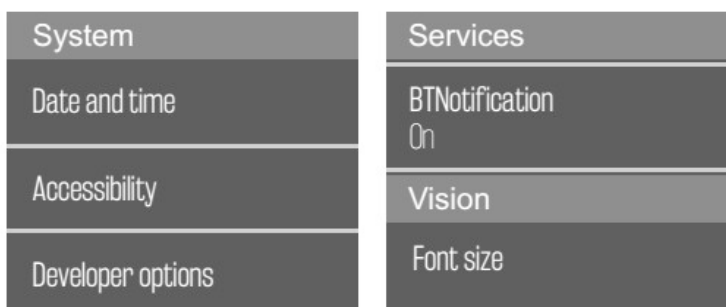 System
Date and time
Accessibility
Developer options
Services
BTNotification
On
Vision
Font size